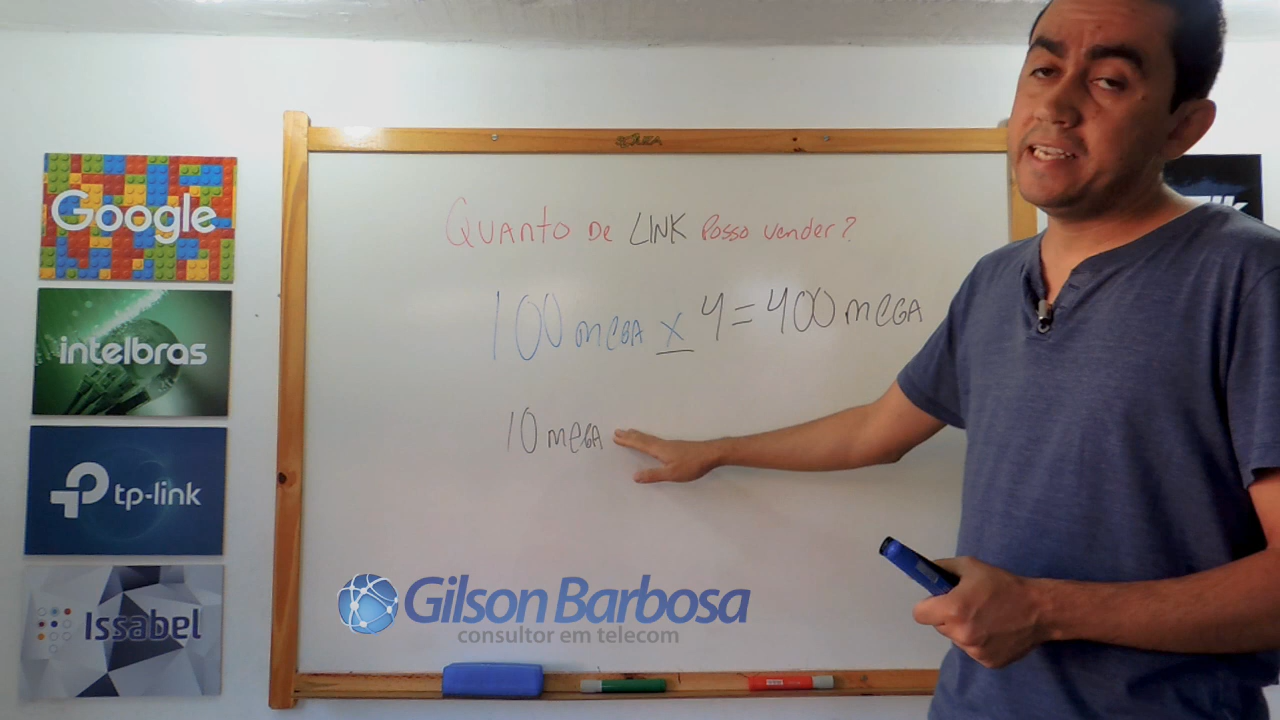 Google
intelbras
tp-link
Issabel
SOUZA
QUANTO DE LINK Posso vender?
100 mEGA x 4 = 400 mEGA
10 mEGA
Gilson Barbosa
consultor em telecom